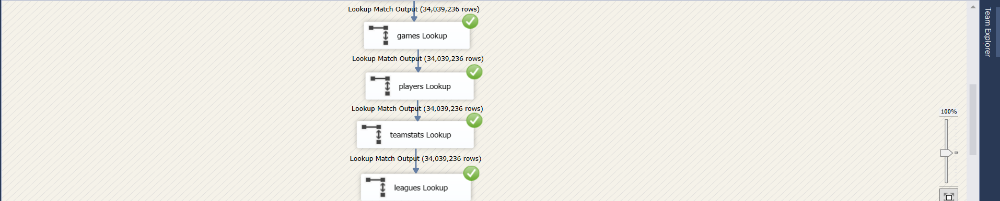 Lookup Match Output (34,039,236 rows)
games Lookup
Lookup Match Output (34,039,236 rows)
players Lookup
Lookup Match Output (34,039,236 rows)
teamstats Lookup
Lookup Match Output (34,039,236 rows)
leagues Lookup
100%
Team Explorer